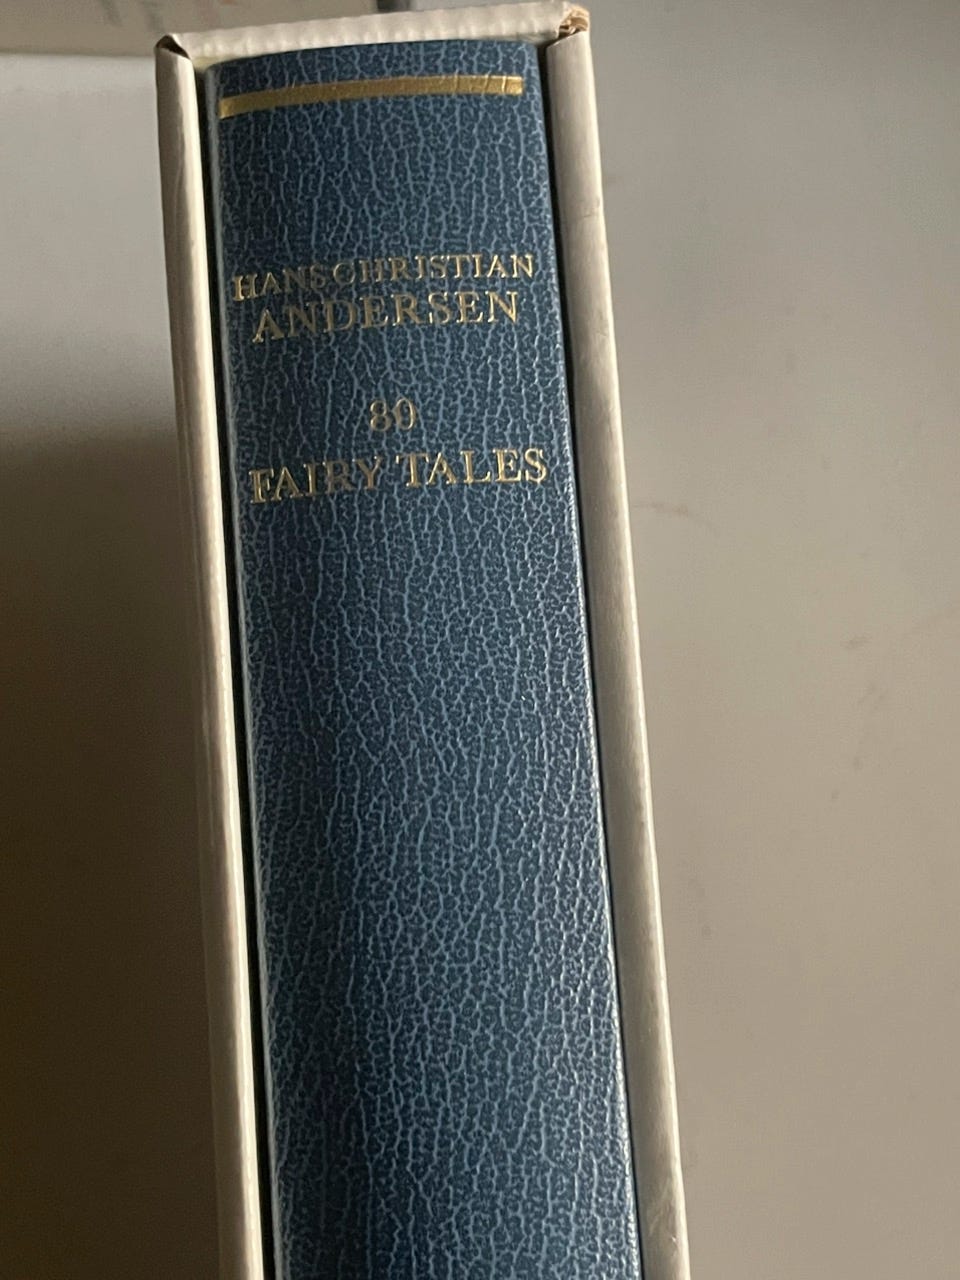 HANS CHRISTIAN
ANDERSEN
80
FAIRY TALES